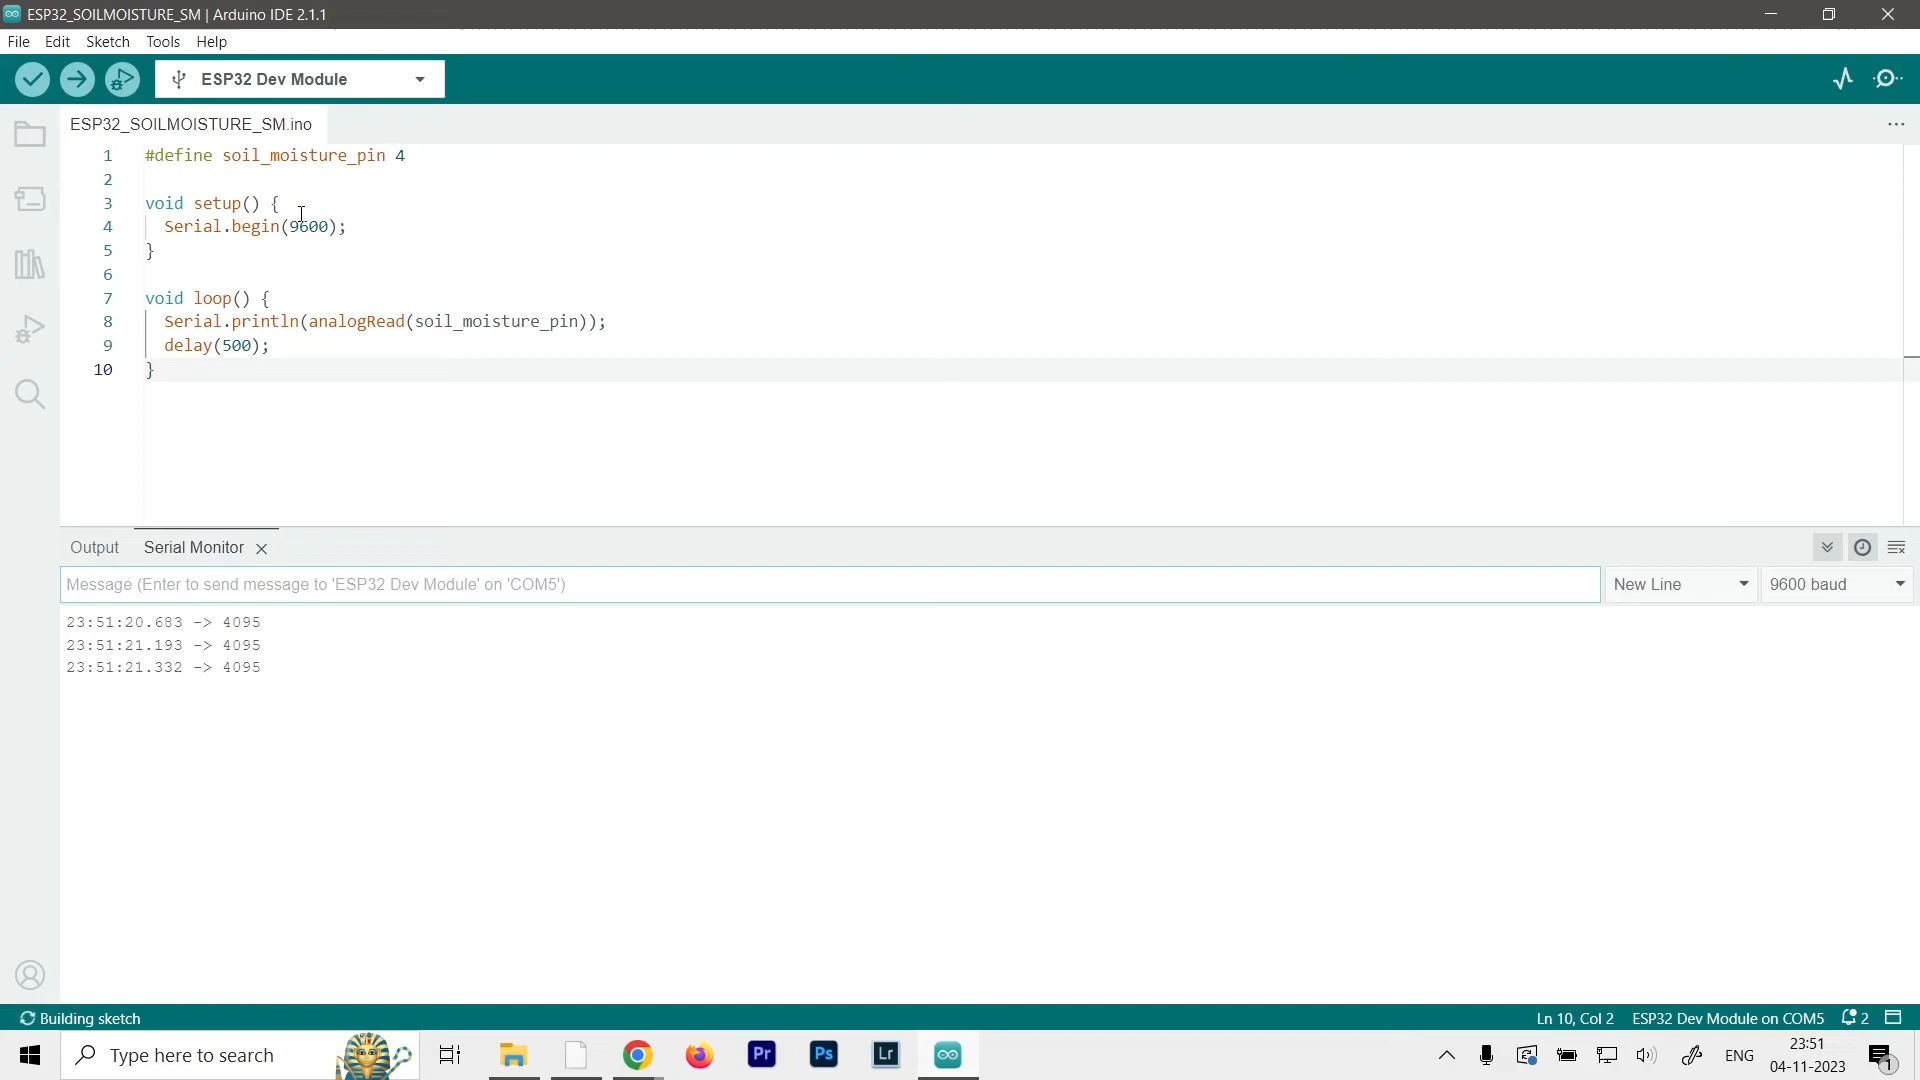 ESP32_SOILMOISTURE_SM | Arduino IDE 2.1.1
File Edit Sketch Tools Help
ESP32 Dev Module
ESP32_SOILMOISTURE_SM.ino
1 #define soil_moisture_pin 4
2
3 void setup() {
4 Serial.begin(9600);
5 }
6
7 void loop() {
8 Serial.println(analogRead(soil_moisture_pin));
9 delay(500);
10 }
Output Serial Monitor
Message (Enter to send message to 'ESP32 Dev Module' on 'COM5') New Line 9600 baud
23:51:20.683 -> 4095
23:51:21.193 -> 4095
23:51:21.332 -> 4095
Building sketch Ln 10, Col 2 ESP32 Dev Module on COM5 2
Type here to search Pr Ps Lr ENG 23:51
04-11-2023 1